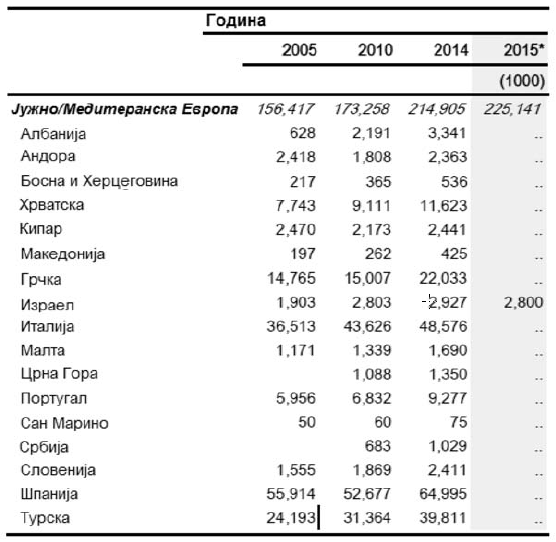 Година
2005 2010 2014 2015*
(1000)
Јужно/Медитеранска Европа 156,417 173,258 214,905 225,141
Албанија 628 2,191 3,341 ..
Андора 2,418 1,808 2,363 ..
Босна и Херцеговина 217 365 536 ..
Хрватска 7,743 9,111 11,623 ..
Кипар 2,470 2,173 2,441 ..
Македонија 197 262 425 ..
Грчка 14,765 15,007 22,033 ..
Израел 1,903 2,803 2,927 2,800
Италија 36,513 43,626 48,576 ..
Малта 1,171 1,339 1,690 ..
Црна Гора 1,088 1,350 ..
Португал 5,956 6,832 9,277 ..
Сан Марино 50 60 75 ..
Србија 683 1,029 ..
Словенија 1,555 1,869 2,411 ..
Шпанија 55,914 52,677 64,995 ..
Турска 24,193 31,364 39,811 ..